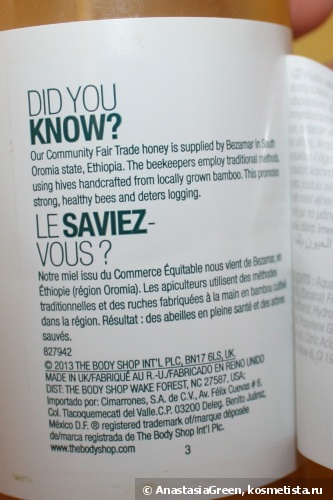 DID YOU
KNOW?
Our Community Fair Trade honey is supplied by Bezamar in South
Oromia state, Ethiopia. The beekeepers employ traditional methods,
using hives handcrafted from locally grown bamboo. This promotes
strong, healthy bees and deters logging.
LE SAVIEZ-
VOUS ?
Notre miel issu du Commerce Équitable nous vient de Bezamar, en
Éthiopie (région Oromia). Les apiculteurs utilisent des méthodes
traditionnelles et des ruches fabriquées à la main en bambou cultivé
dans la région. Résultat : des abeilles en pleine santé et des arbres
sauvés.
827942
© 2013 THE BODY SHOP INT'L PLC, BN17 6LS, UK.
MADE IN UK/FABRIQUÉ AU R.-U./FABRICADO EN REINO UNIDO
DIST: THE BODY SHOP WAKE FOREST, NC 27587, USA;
Importado por: Cimarrones, S.A. de C.V., Av. Félix Cuevas # 6.
Col. Tlacoquemecatl del Valle.C.P. 03200 Deleg. Benito Juárez,
México D.F. ® registered trademark of/marque déposée
de/marca registrada de The Body Shop Int'l Plc.
www.thebodyshop.com
3
© AnastasiaGreen, kosmetista.ru